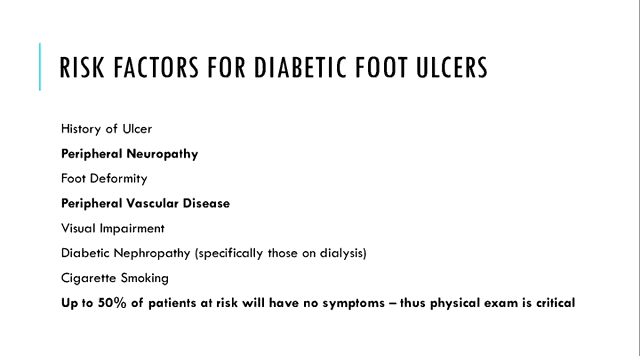 RISK FACTORS FOR DIABETIC FOOT ULCERS
History of Ulcer
Peripheral Neuropathy
Foot Deformity
Peripheral Vascular Disease
Visual Impairment
Diabetic Nephropathy (specifically those on dialysis)
Cigarette Smoking
Up to 50% of patients at risk will have no symptoms – thus physical exam is critical